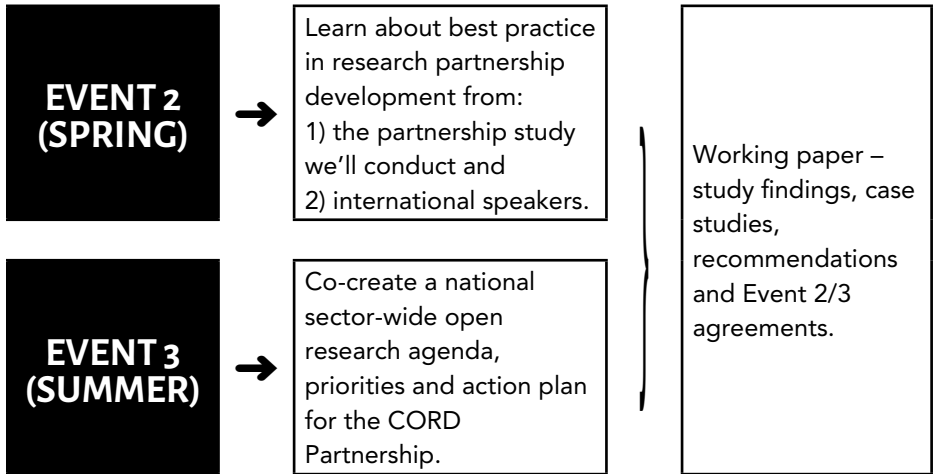 EVENT 2
(SPRING)
Learn about best practice
in research partnership
development from:
1) the partnership study
we'll conduct and
2) international speakers.
EVENT 3
(SUMMER)
Co-create a national
sector-wide open
research agenda,
priorities and action plan
for the CORD
Partnership.
Working paper –
study findings, case
studies,
recommendations
and Event 2/3
agreements.